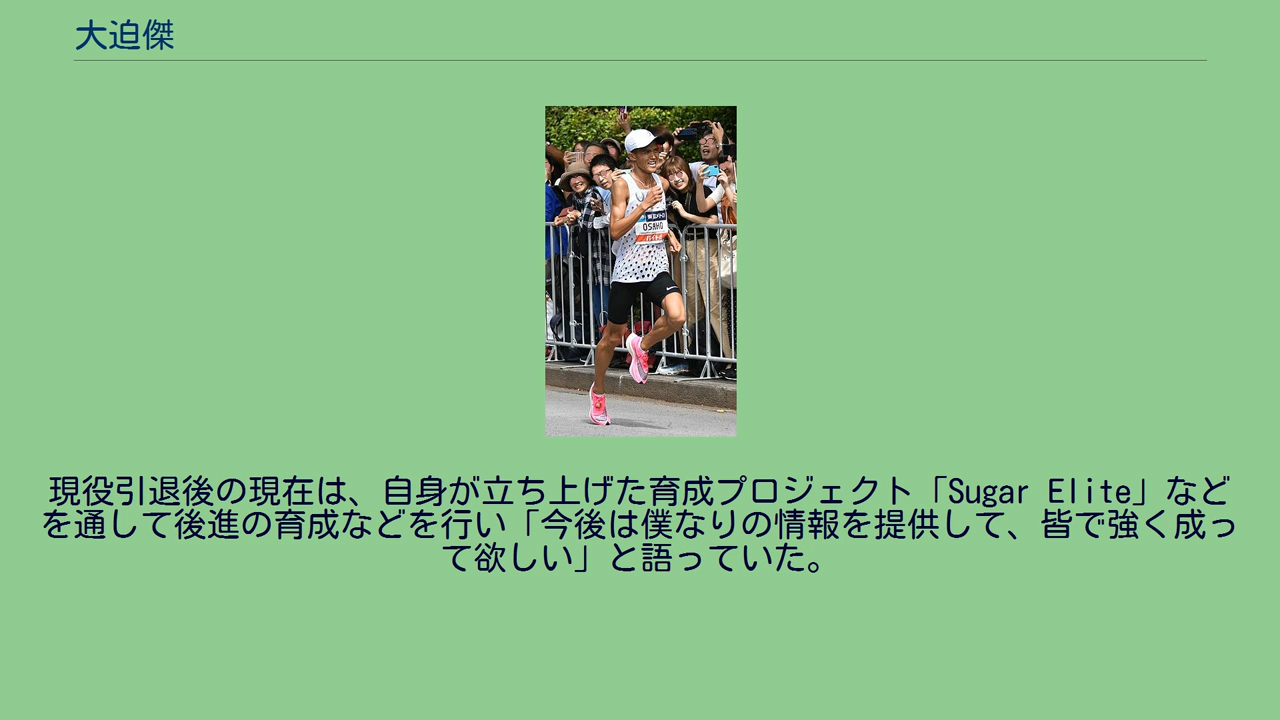 大迫傑
OSAKO
現役引退後の現在は、自身が立ち上げた育成プロジェクト「Sugar Elite」など
を通して後進の育成などを行い「今後は僕なりの情報を提供して、皆で強く成っ
て欲しい」と語っていた。